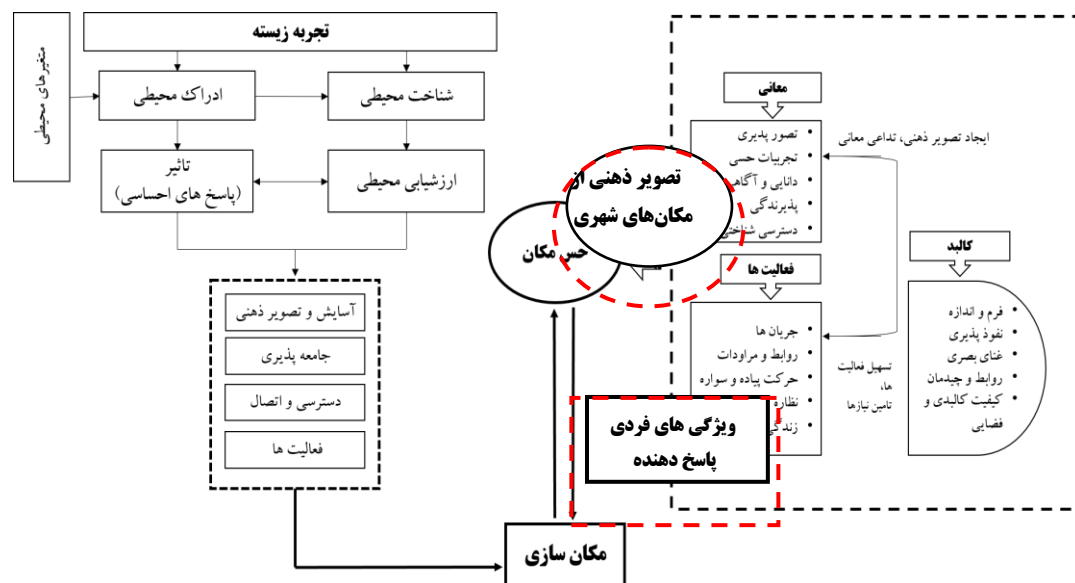 متغیرهای محیطی
تجربه زیسته
ادراک محیطی
شناخت محیطی
تاثیر
(پاسخ های احساسی)
ارزشیابی محیطی
آسایش و تصویر ذهنی
جامعه پذیری
دسترسی و اتصال
فعالیت ها
مکان سازی
حس مکان
تصویر ذهنی از
مکان‌های شهری
ویژگی های فردی
پاسخ دهنده
معانی
تصور پذیری
تجربیات حسی
دانایی و
پذیرندگی
دسترسی
ایجاد تصویر ذهنی، تداعی معانی
فعالیت ها
جریان ها
روابط و مراودات
حرکت پیاده و سواره
نظاره
تسهیل فعالیت
ها،
تامین نیازها
کالبد
فرم و اندازه
نفوذ پذیری
غنای بصری
روابط و چیدمان
کیفیت کالبدی و
فضایی